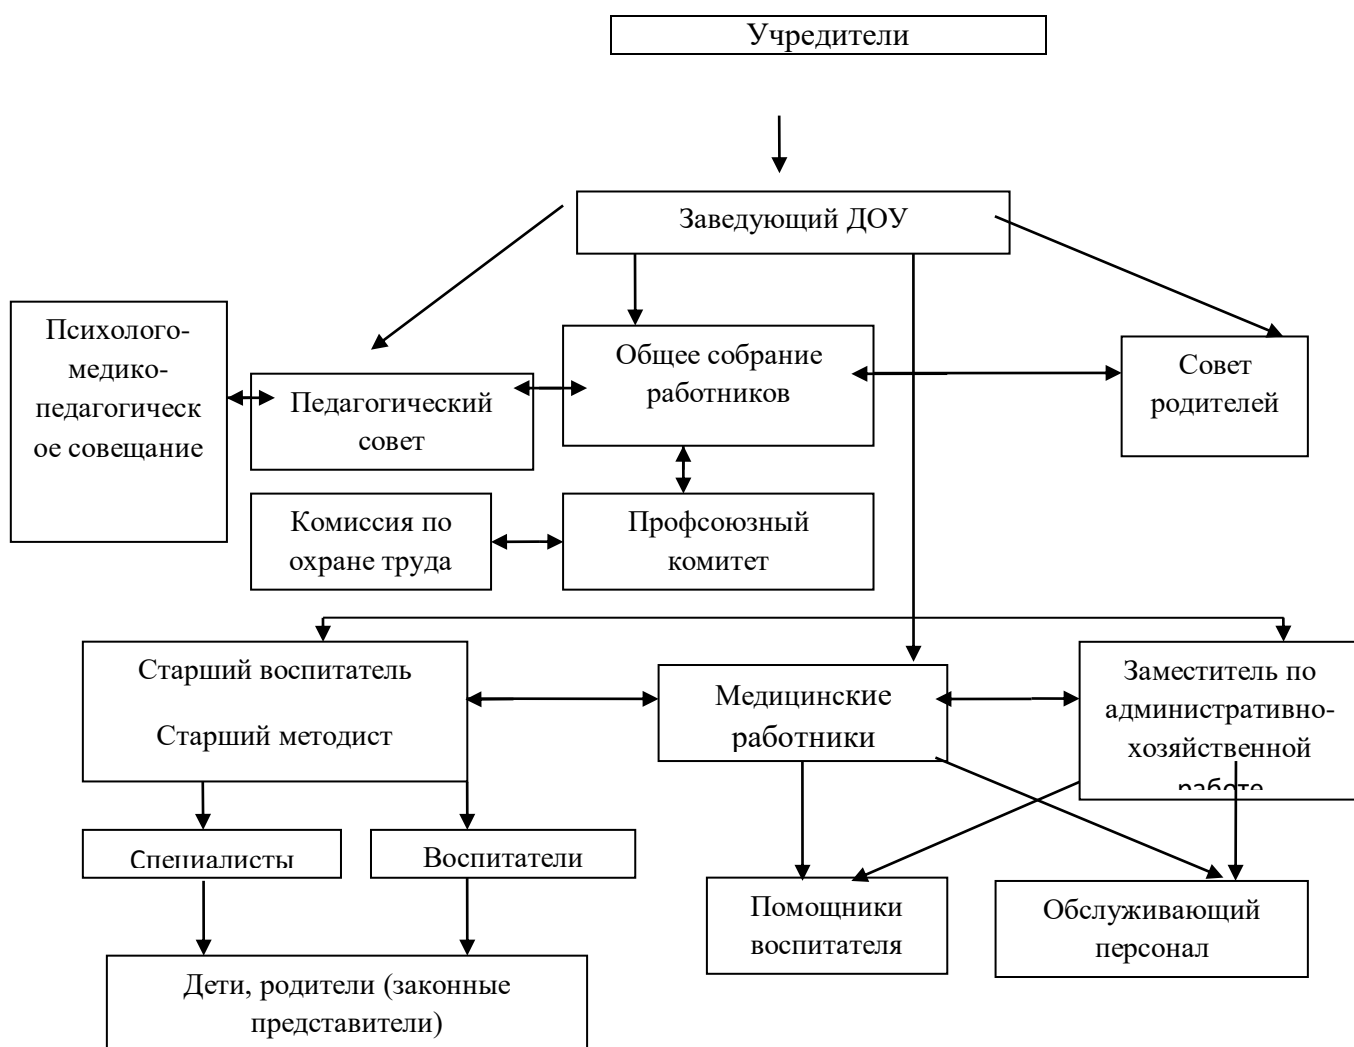 Учредители
Заведующий ДОУ
Психолого-
медико-
педагогическ
ое совещание
Педагогический
совет
Общее собрание
работников
Совет
родителей
Комиссия по
охране труда
Профсоюзный
комитет
Старший воспитатель
Старший методист
Медицинские
работники
Заместитель по
административно-
хозяйственной
работе
Специалисты
Воспитатели
Помощники
воспитателя
Обслуживающий
персонал
Дети, родители (законные
представители)